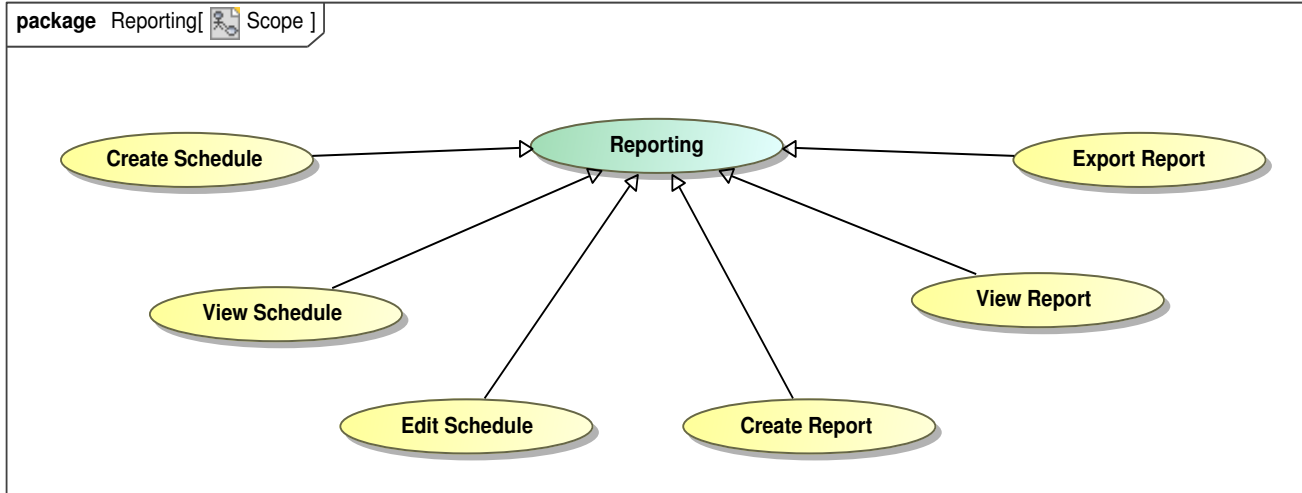 package Reporting[ Scope ]
Reporting
Create Schedule
Export Report
View Schedule
View Report
Edit Schedule
Create Report